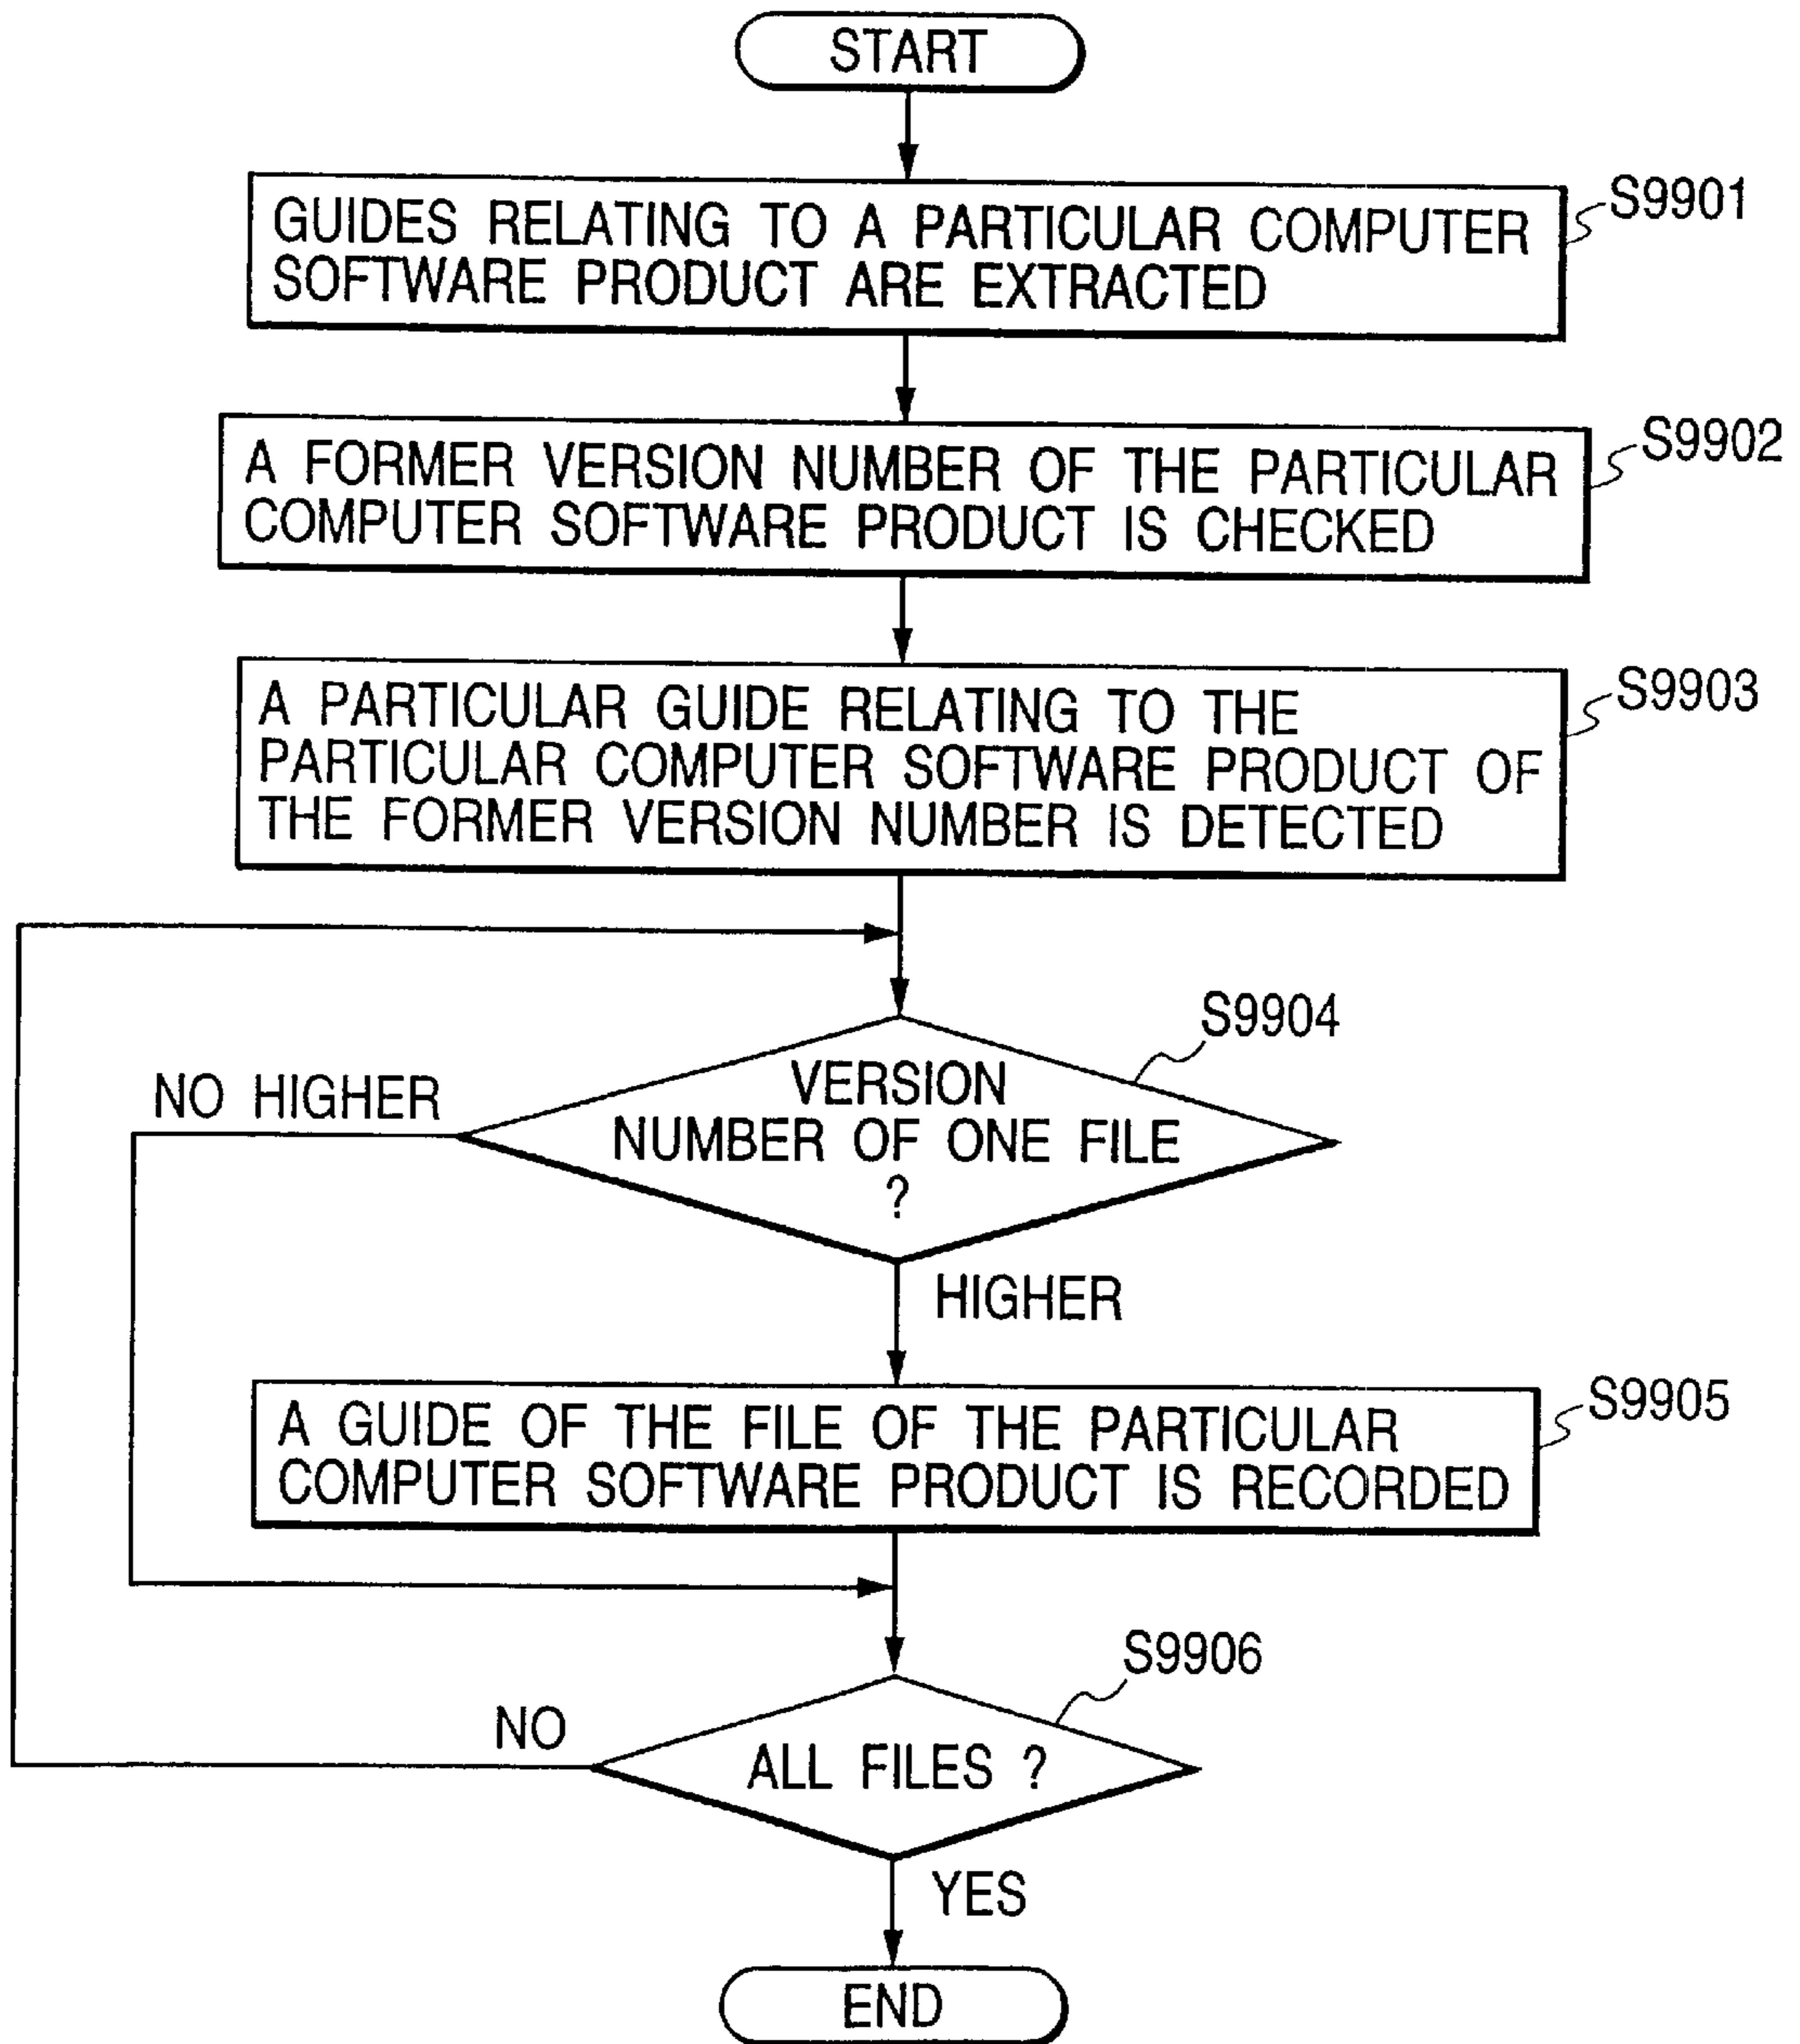 START
S9901
GUIDES RELATING TO A PARTICULAR COMPUTER
SOFTWARE PRODUCT ARE EXTRACTED
S9902
A FORMER VERSION NUMBER OF THE PARTICULAR
COMPUTER SOFTWARE PRODUCT IS CHECKED
S9903
A PARTICULAR GUIDE RELATING TO THE
PARTICULAR COMPUTER SOFTWARE PRODUCT OF
THE FORMER VERSION NUMBER IS DETECTED
S9904
NO HIGHER
VERSION
NUMBER OF ONE FILE
?
HIGHER
S9905
A GUIDE OF THE FILE OF THE PARTICULAR
COMPUTER SOFTWARE PRODUCT IS RECORDED
S9906
NO
ALL FILES ?
YES
END